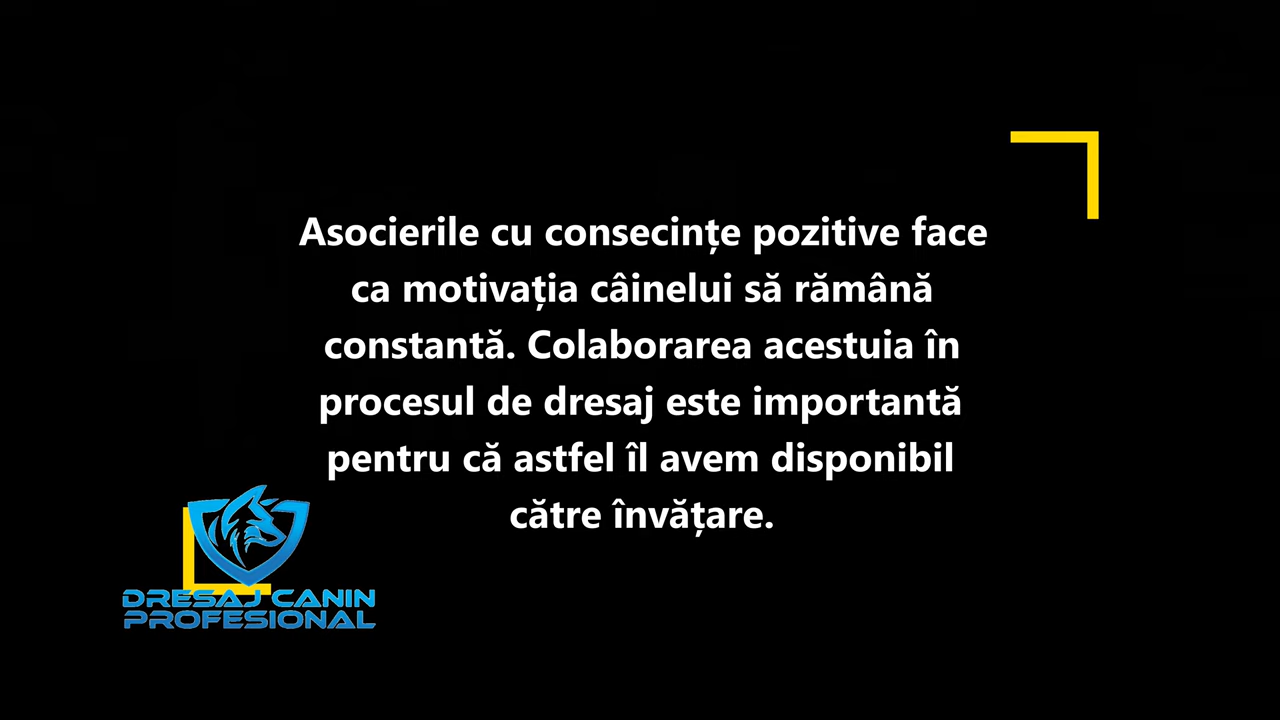 Asocierile cu consecințe pozitive face
ca motivația câinelui să rămână
constantă. Colaborarea acestuia în
procesul de dresaj este importantă
pentru că astfel îl avem disponibil
către învățare.
DRESAJ CANIN
PROFESIONAL